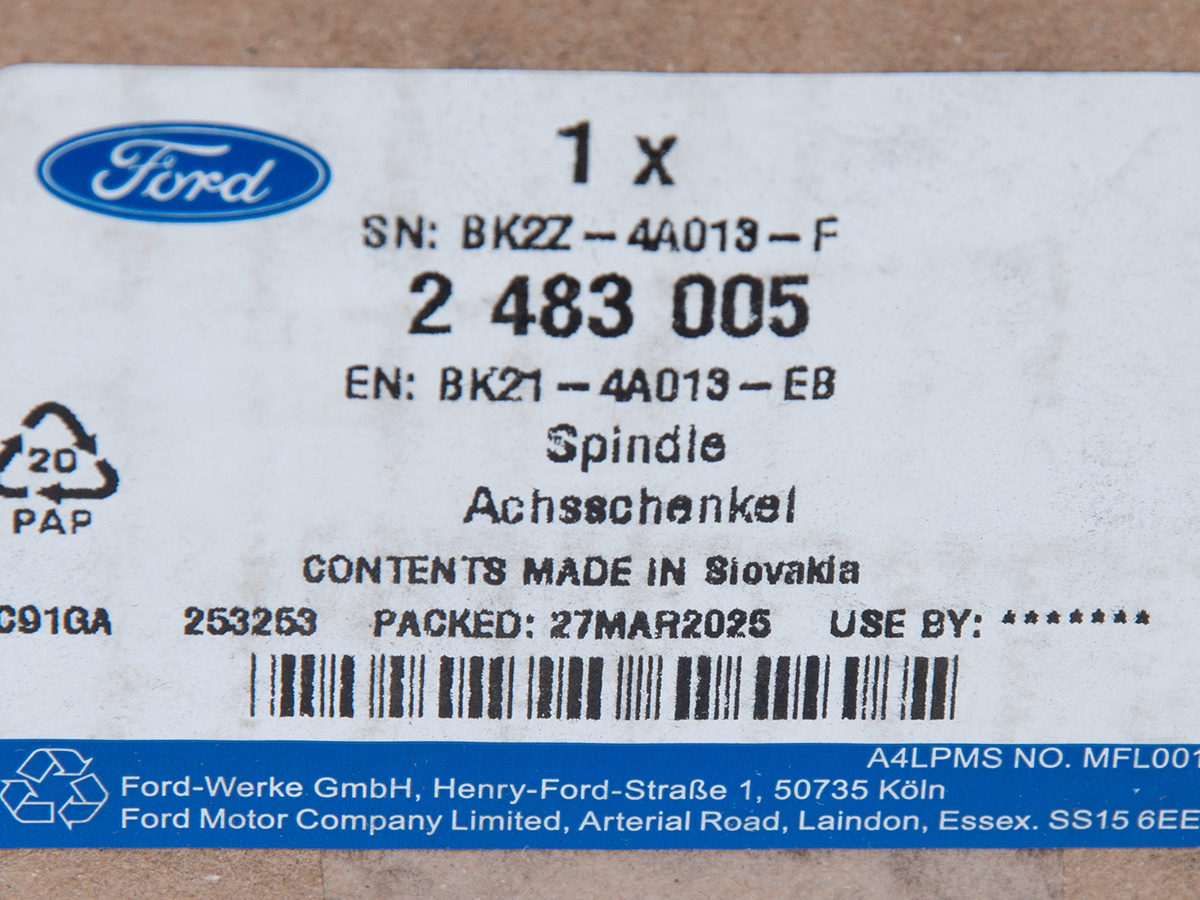 Ford
1 x
SN: BK2Z-4A013-F
2 483 005
EN: BK21-4A013-EB
Spindle
Achsschenkel
20
PAP
CONTENTS MADE IN Slovakia
C91GA 253253 PACKED: 27MAR2025 USE BY: *******
A4LPMS NO. MFL001
Ford-Werke GmbH, Henry-Ford-Straße 1, 50735 Köln
Ford Motor Company Limited, Arterial Road, Laindon, Essex. SS15 6EE